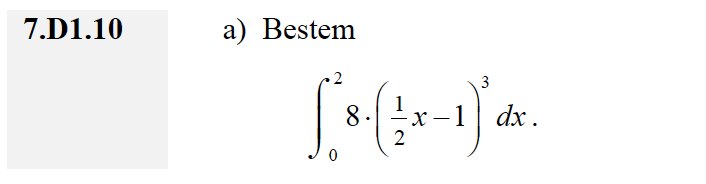 7.D1.10 a) Bestem
∫₀² 8·(½x−1)³ dx.